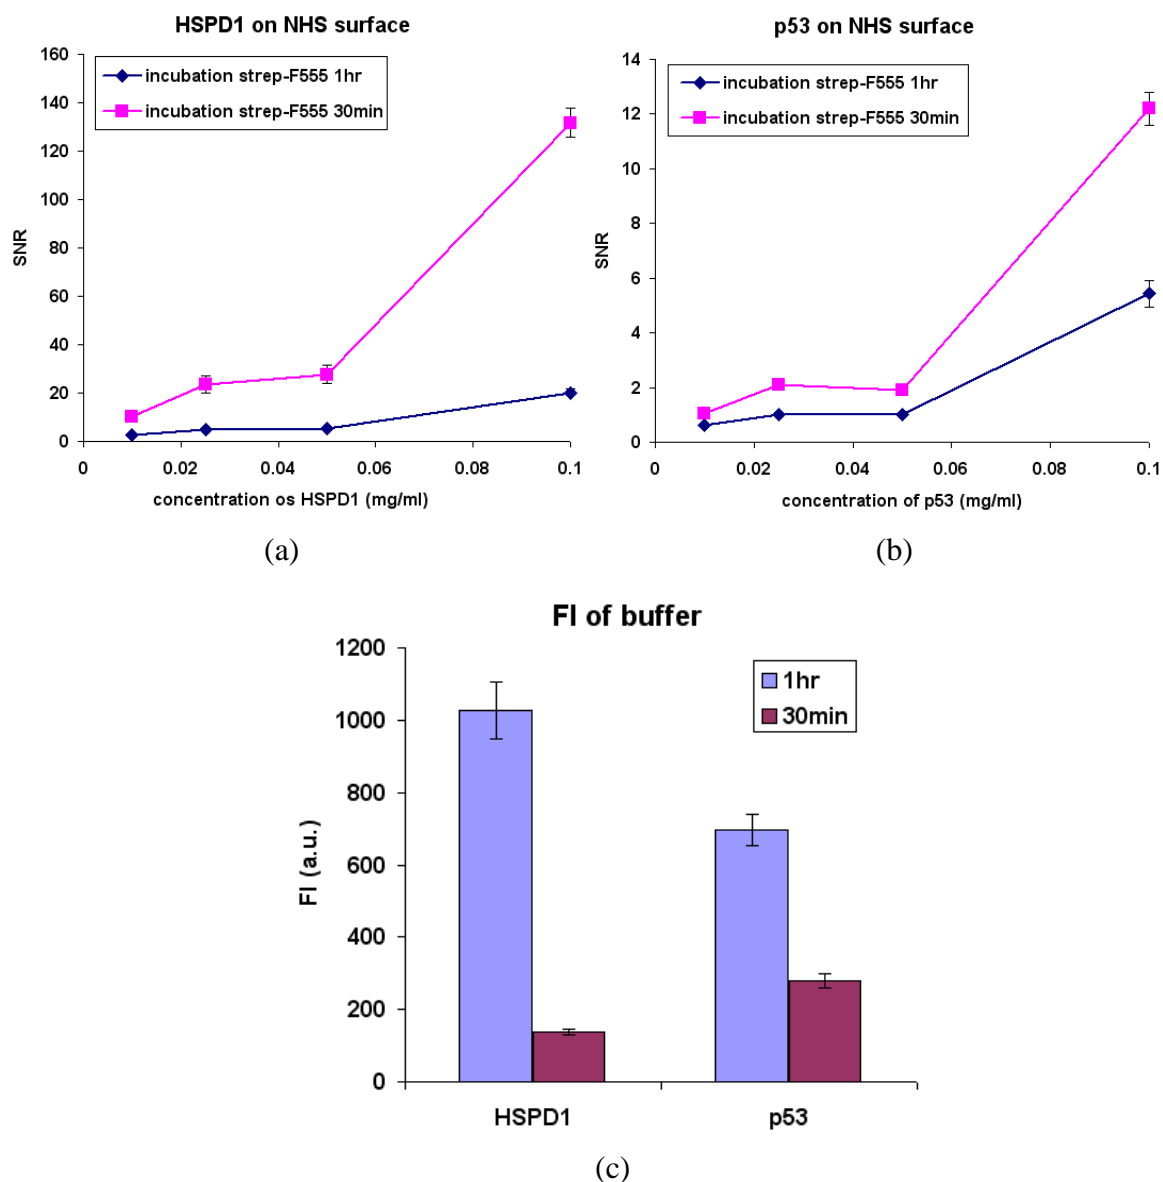 HSPD1 on NHS surface
160
140
120
100
80
60
40
20
0
SNR
incubation strep-F555 1hr
incubation strep-F555 30min
0 0.02 0.04 0.06 0.08 0.1
concentration os HSPD1 (mg/ml)
(a)
p53 on NHS surface
14
12
10
8
6
4
2
0
SNR
incubation strep-F555 1hr
incubation strep-F555 30min
0 0.02 0.04 0.06 0.08 0.1
concentration of p53 (mg/ml)
(b)
FI of buffer
1200
1000
800
600
400
200
0
FI (a.u.)
1hr
30min
HSPD1 p53
(c)